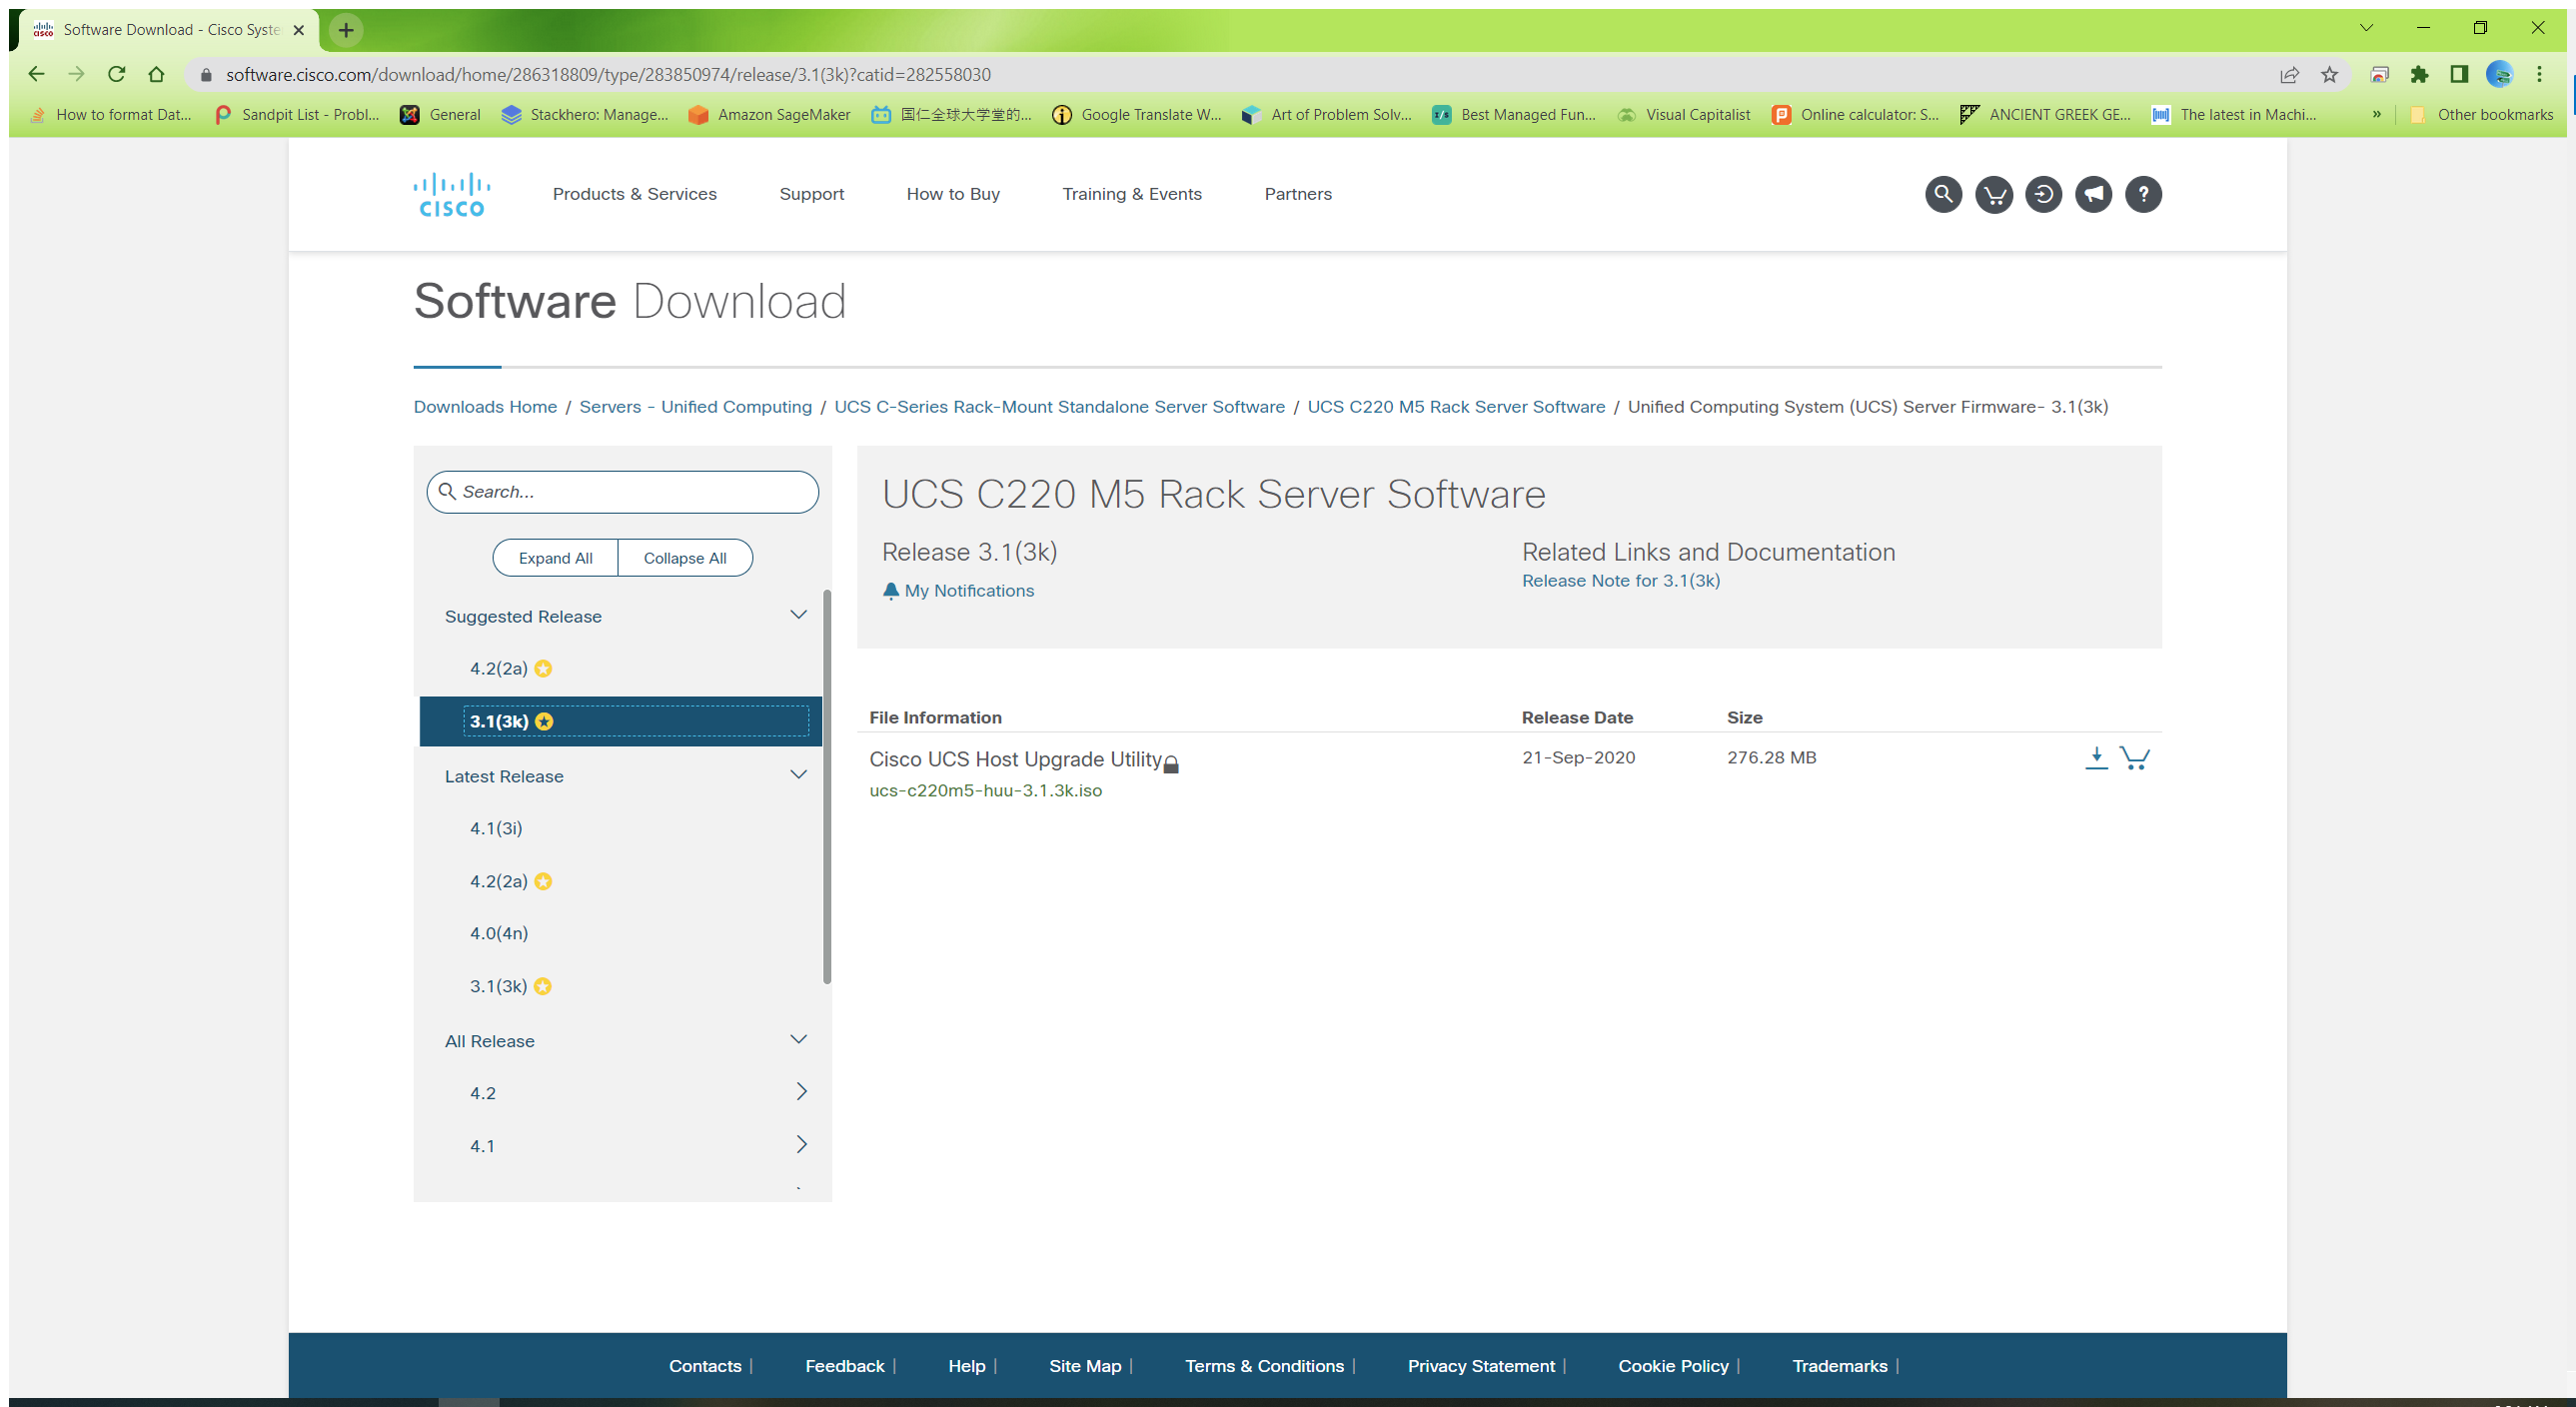 Software Download - Cisco Syste
software.cisco.com/download/home/286318809/type/283850974/release/3.1(3k)?catid=282558030
How to format Dat... Sandpit List - Probl... General Stackhero: Manage... Amazon SageMaker 国仁全球大学堂的... Google Translate W... Art of Problem Solv... Best Managed Fun... Visual Capitalist Online calculator: S... ANCIENT GREEK GE... The latest in Machi... » Other bookmarks
CISCO
Products & Services Support How to Buy Training & Events Partners
Software Download
Downloads Home / Servers - Unified Computing / UCS C-Series Rack-Mount Standalone Server Software / UCS C220 M5 Rack Server Software / Unified Computing System (UCS) Server Firmware- 3.1(3k)
Search...
Expand All Collapse All
Suggested Release
4.2(2a)
3.1(3k)
Latest Release
4.1(3i)
4.2(2a)
4.0(4n)
3.1(3k)
All Release
4.2
4.1
UCS C220 M5 Rack Server Software
Release 3.1(3k)
My Notifications
Related Links and Documentation
Release Note for 3.1(3k)
File Information Release Date Size
Cisco UCS Host Upgrade Utility 21-Sep-2020 276.28 MB
ucs-c220m5-huu-3.1.3k.iso
Contacts | Feedback | Help | Site Map | Terms & Conditions | Privacy Statement | Cookie Policy | Trademarks |